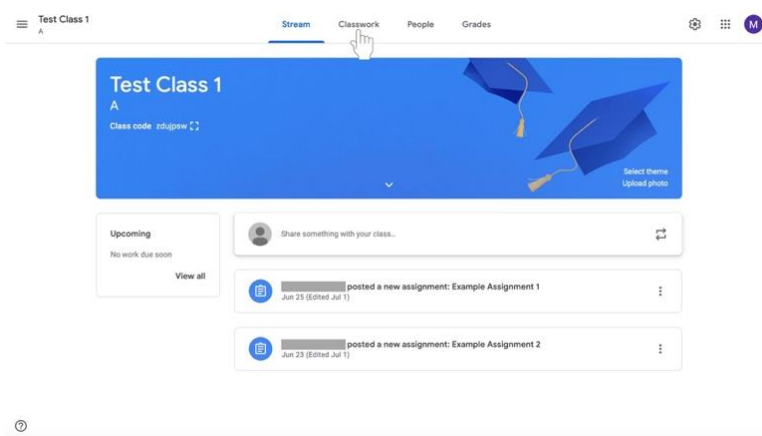 Test Class 1
A
Stream Classwork People Grades
M
Test Class 1
A
Class code zdujpsw
Select theme
Upload photo
Upcoming
No work due soon
View all
Share something with your class...
posted a new assignment: Example Assignment 1
Jun 25 (Edited Jul 1)
posted a new assignment: Example Assignment 2
Jun 23 (Edited Jul 1)